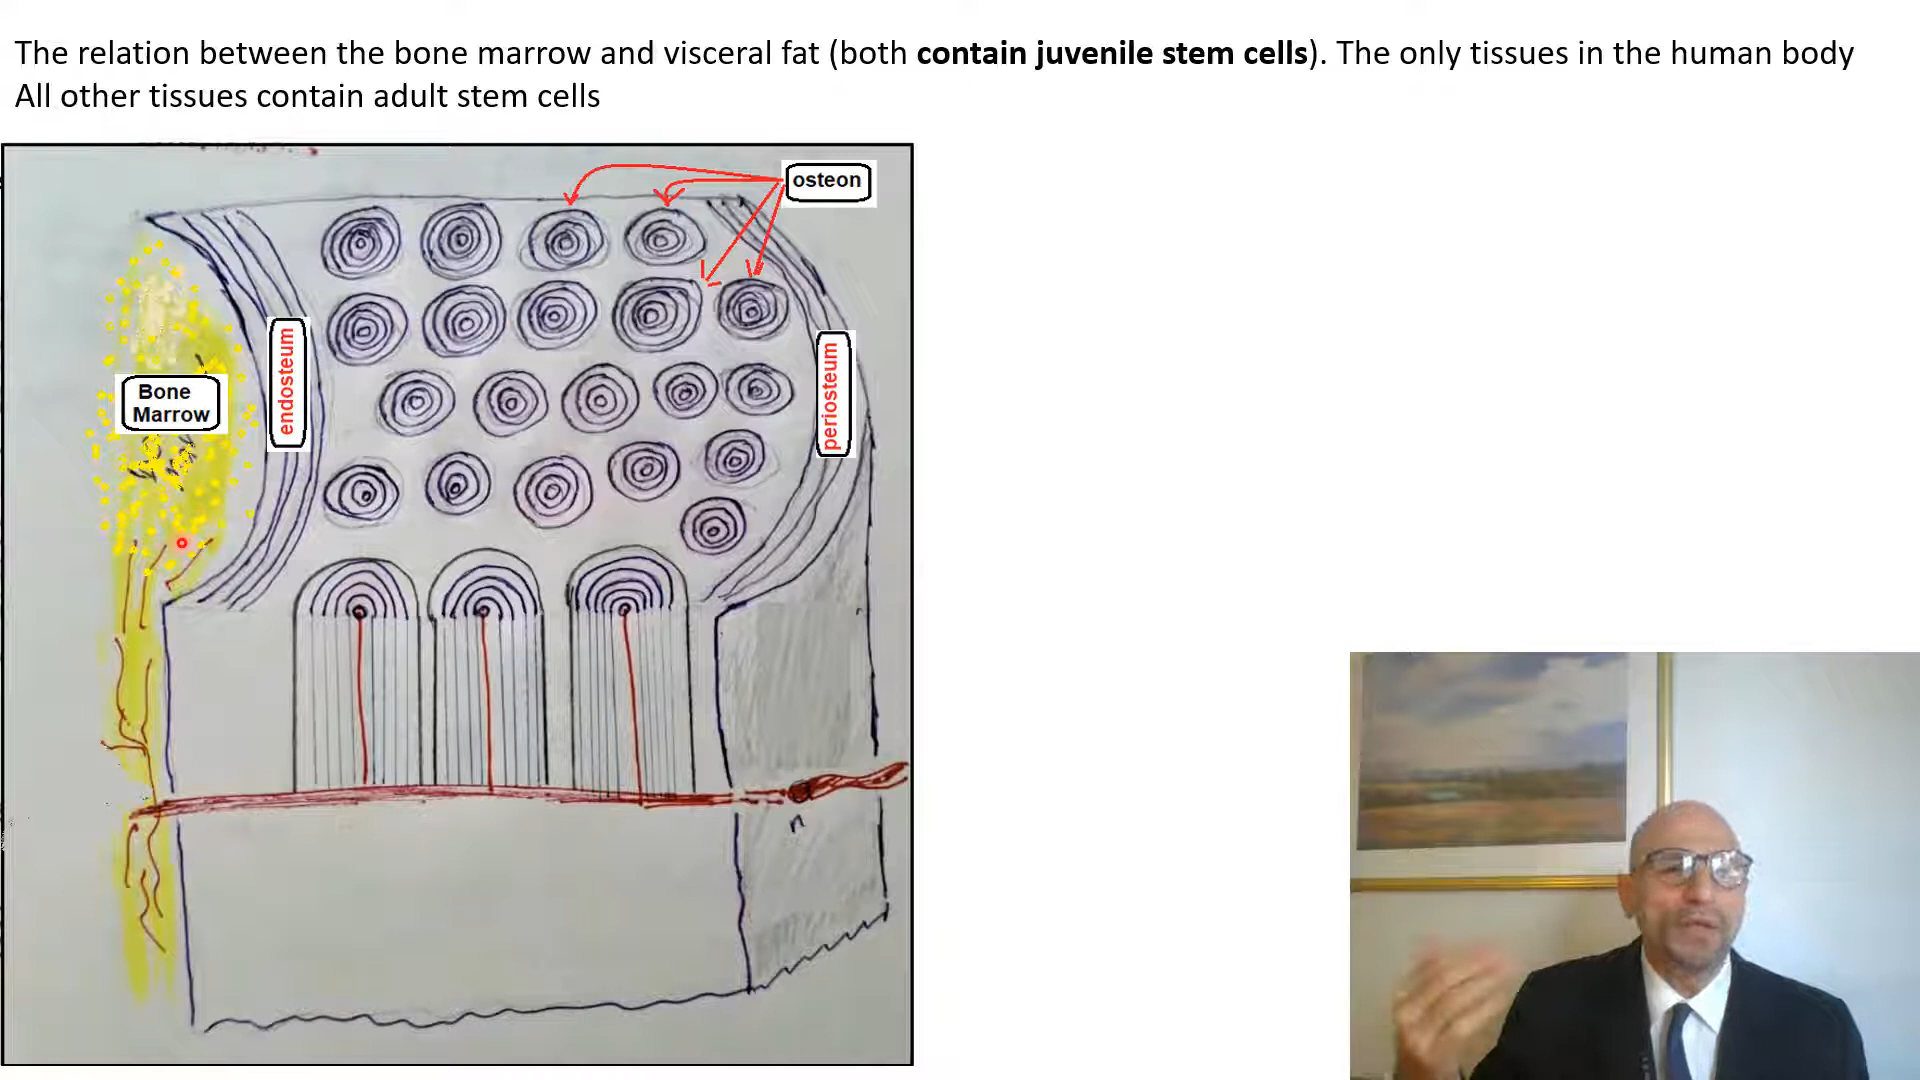 The relation between the bone marrow and visceral fat (both contain juvenile stem cells). The only tissues in the human body
All other tissues contain adult stem cells
osteon
endosteum
periosteum
Bone
Marrow
n